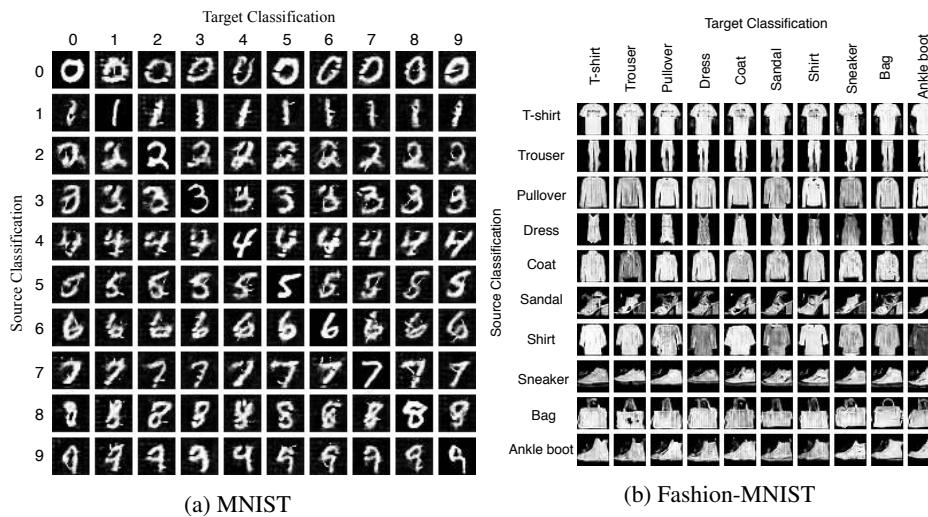 Target Classification
0 1 2 3 4 5 6 7 8 9
Source Classification
0
1
2
3
4
5
6
7
8
9
(a) MNIST
Target Classification
T-shirt Trouser Pullover Dress Coat Sandal Shirt Sneaker Bag Ankle boot
Source Classification
T-shirt
Trouser
Pullover
Dress
Coat
Sandal
Shirt
Sneaker
Bag
Ankle boot
(b) Fashion-MNIST